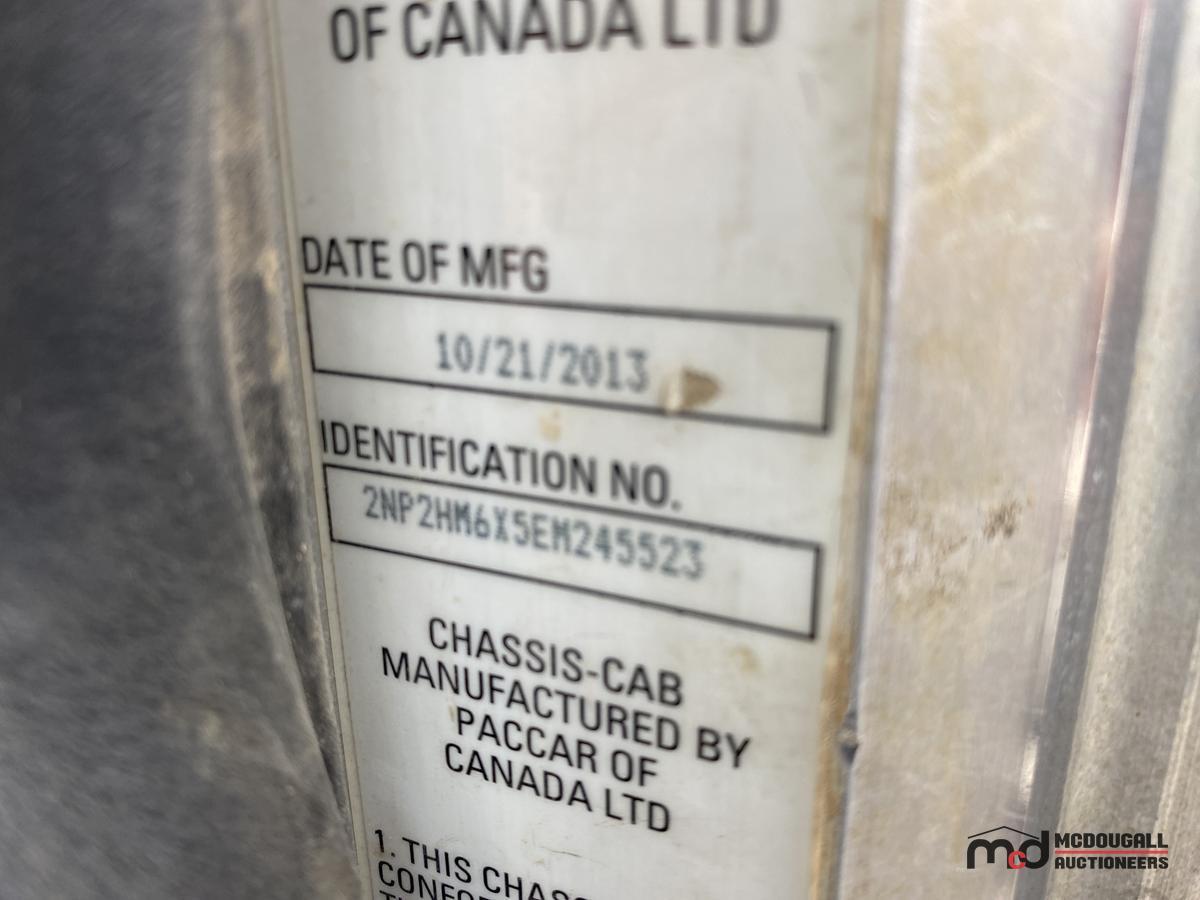 OF CANADA LTD
DATE OF MFG
10/21/2013
IDENTIFICATION NO.
2NP2HM6X5EM245523
CHASSIS-CAB
MANUFACTURED BY
PACCAR OF
CANADA LTD
1. THIS
mcd MCDOUGALL
AUCTIONEERS